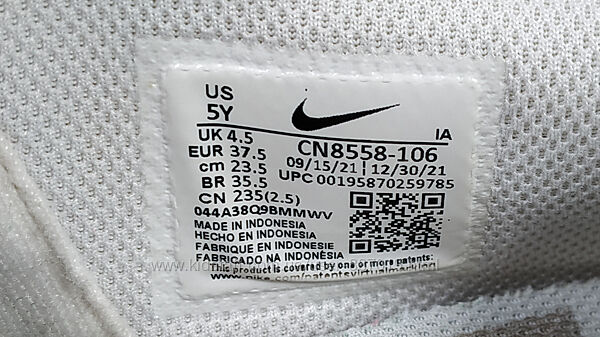 US
5Y
UK 4.5
IA
EUR 37.5
CN8558-106
cm 23.5
09/15/21 | 12/30/21
BR 35.5
UPC 00195870259785
CN 235(2.5)
044A38Q9BMMWV
MADE IN INDONESIA
HECHO EN INDONESIA
FABRIQUE EN INDONESIE
FABRICADO NA INDONÉSIA
This product is covered by one or more patents: